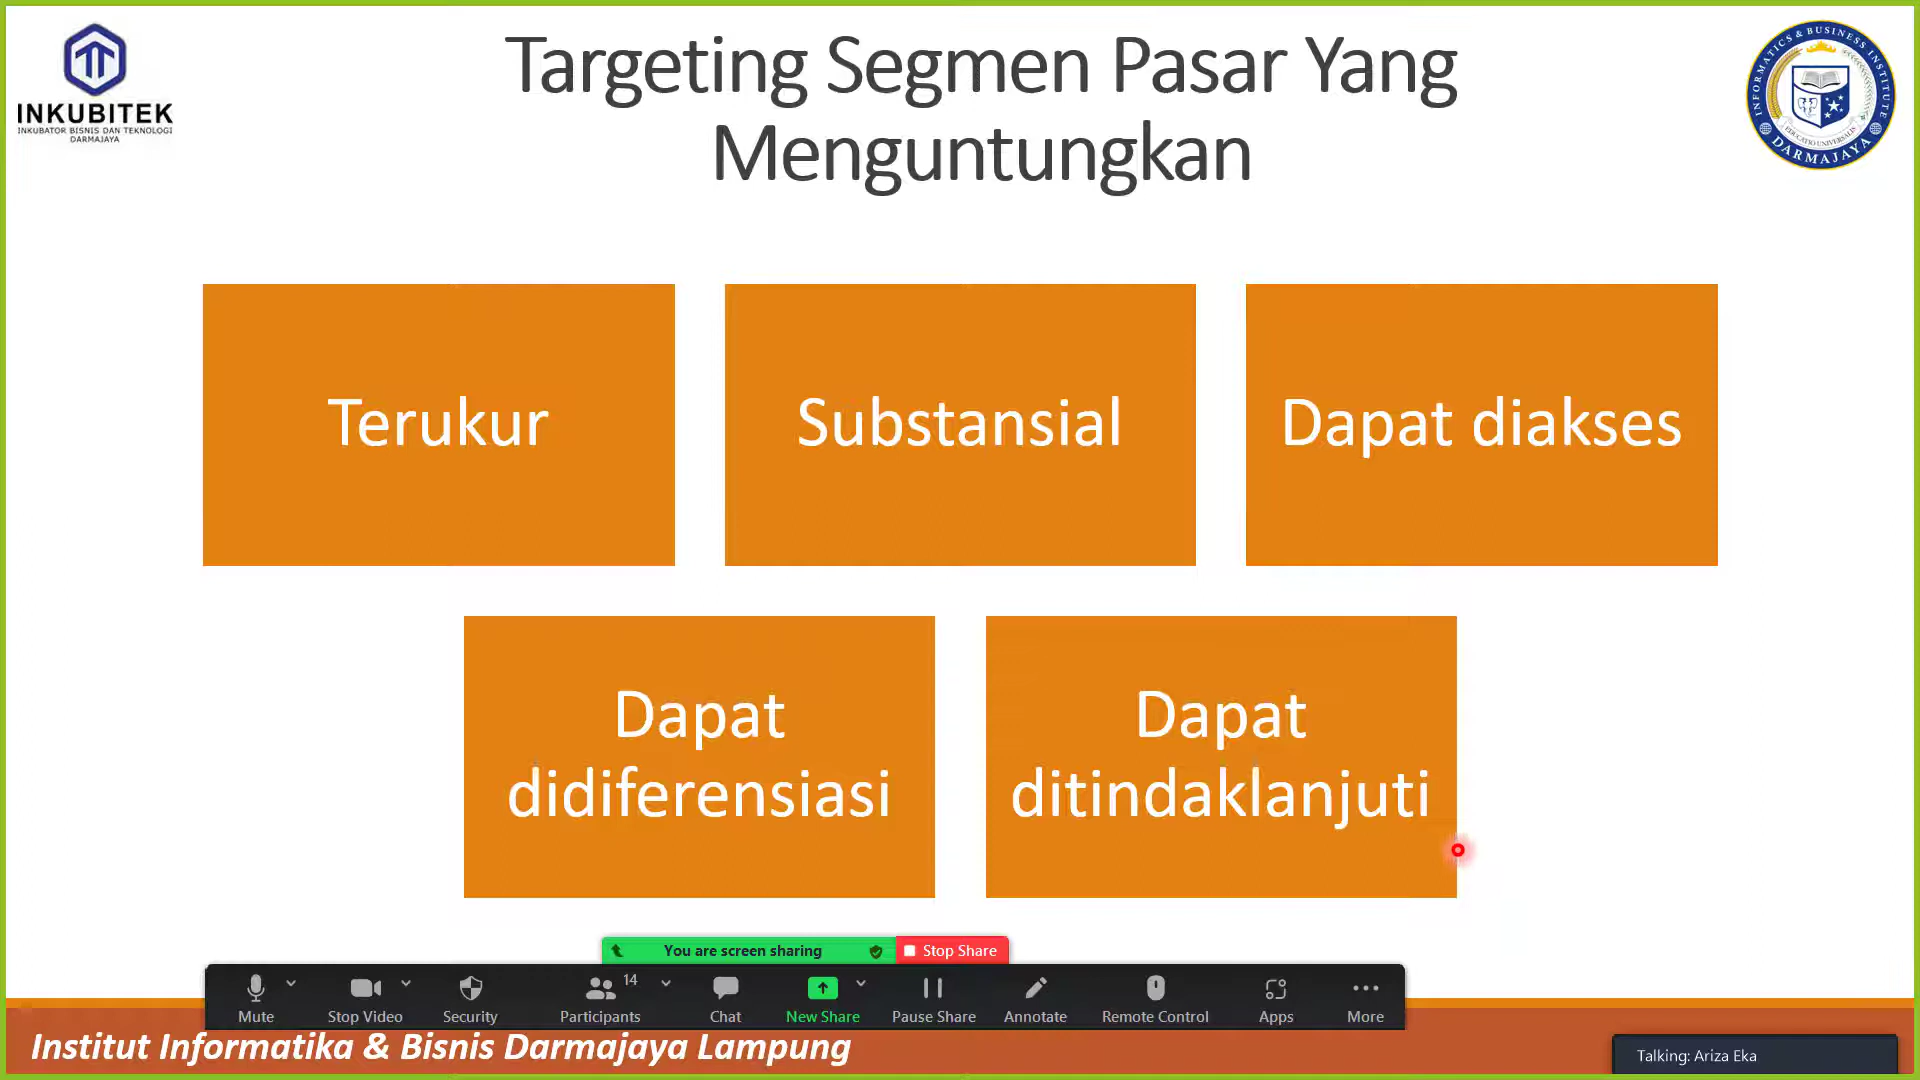 INKUBITEK
INKUBATOR BISNIS DAN TEKNOLOGI
DARMAJAYA
Targeting Segmen Pasar Yang
Menguntungkan
INFORMATICS & BUSINESS INSTITUTE
EDUCATIO UNIVERSALIS
DARMAJAYA
Terukur
Substansial
Dapat diakses
Dapat
didiferensiasi
Dapat
ditindaklanjuti
You are screen sharing
Stop Share
14
Mute
Stop Video
Security
Participants
Chat
New Share
Pause Share
Annotate
Remote Control
Apps
More
Institut Informatika & Bisnis Darmajaya Lampung
Talking: Ariza Eka